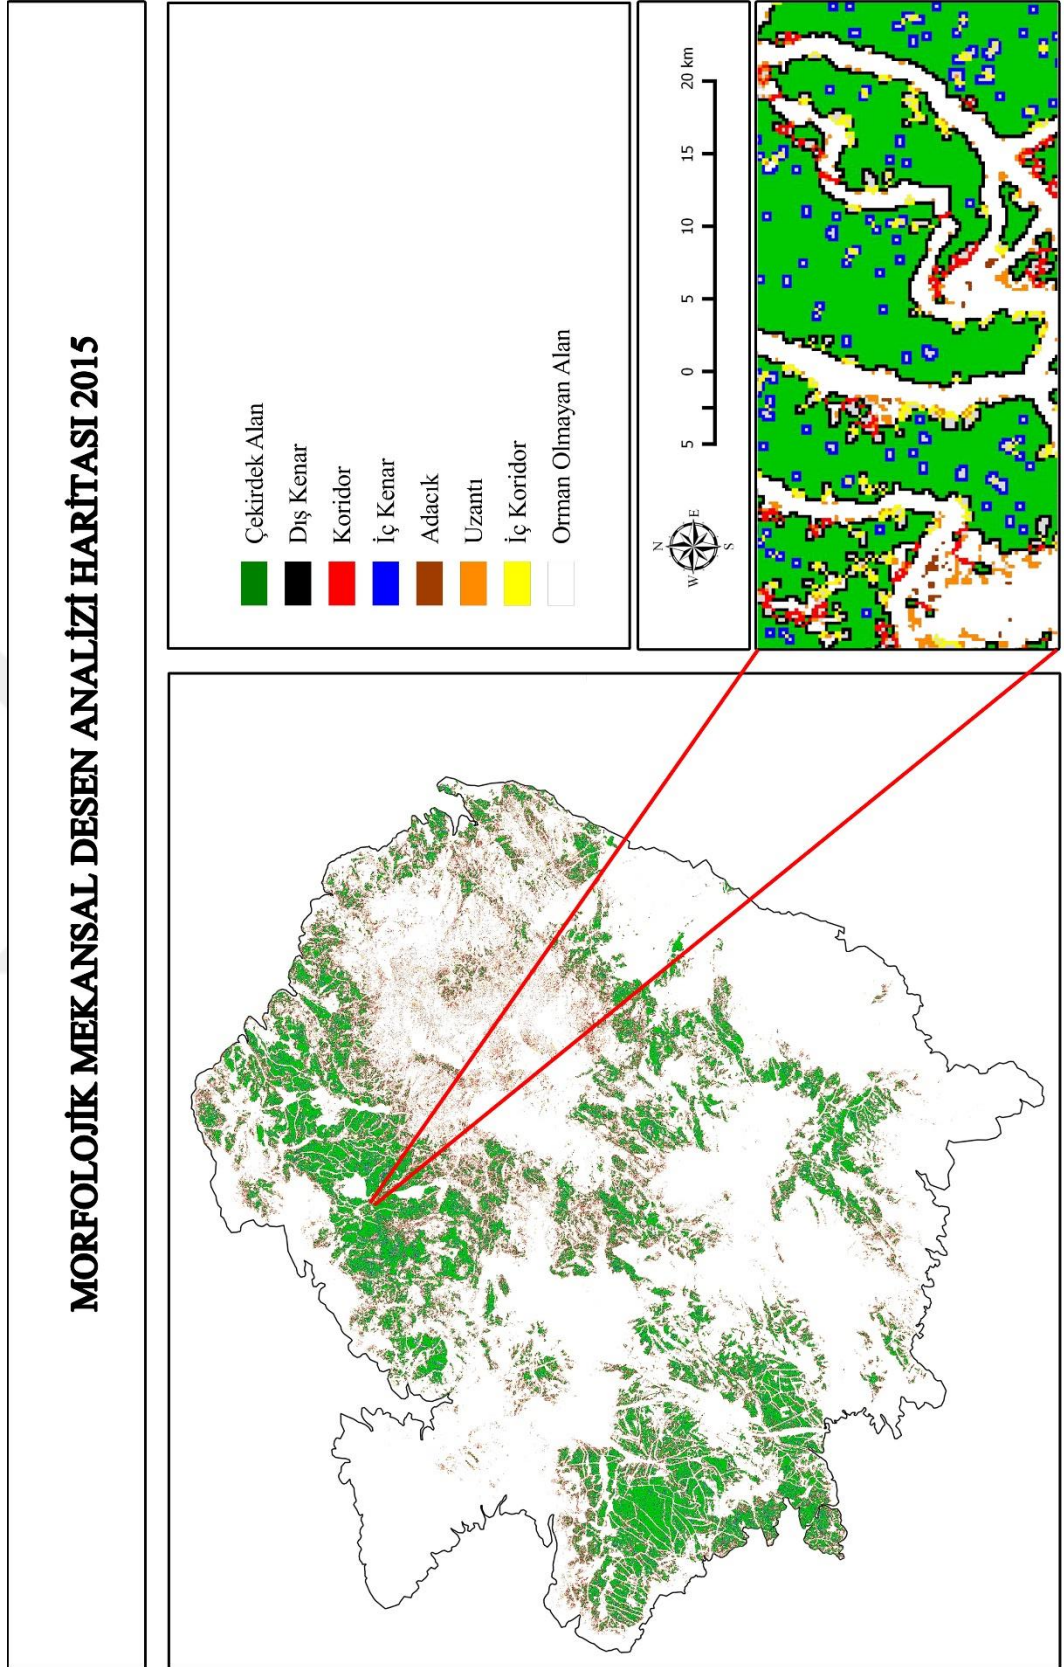 MORFOLOJİK MEKANSAL DESEN ANALİZİ HARİTASI 2015
Çekirdek Alan
Dış Kenar
Koridor
İç Kenar
Adacık
Uzantı
İç Koridor
Orman Olmayan Alan
N
W E
S
5 0 5 10 15 20 km